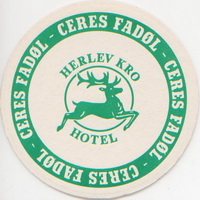 CERES FADØL - CERES FADØL - CERES FADØL - CERES FADØL -
HERLEV KRO
HOTEL